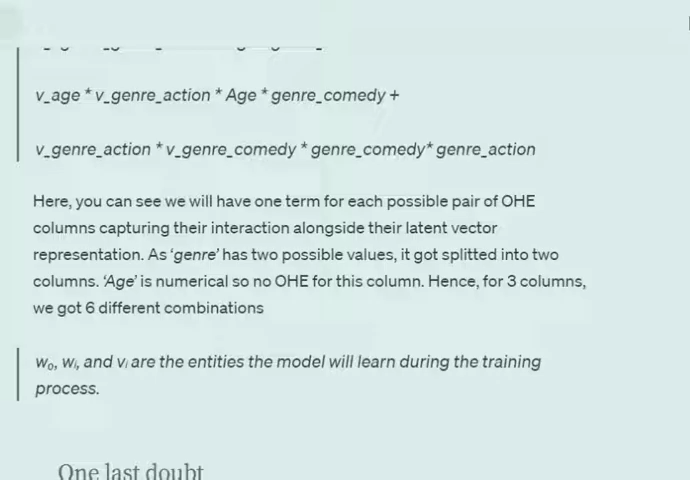 v_age * v_genre_action * Age * genre_comedy +
v_genre_action * v_genre_comedy * genre_comedy* genre_action
Here, you can see we will have one term for each possible pair of OHE
columns capturing their interaction alongside their latent vector
representation. As ‘genre’ has two possible values, it got splitted into two
columns. ‘Age’ is numerical so no OHE for this column. Hence, for 3 columns,
we got 6 different combinations
w₀, wᵢ, and vᵢ are the entities the model will learn during the training
process.
One last doubt